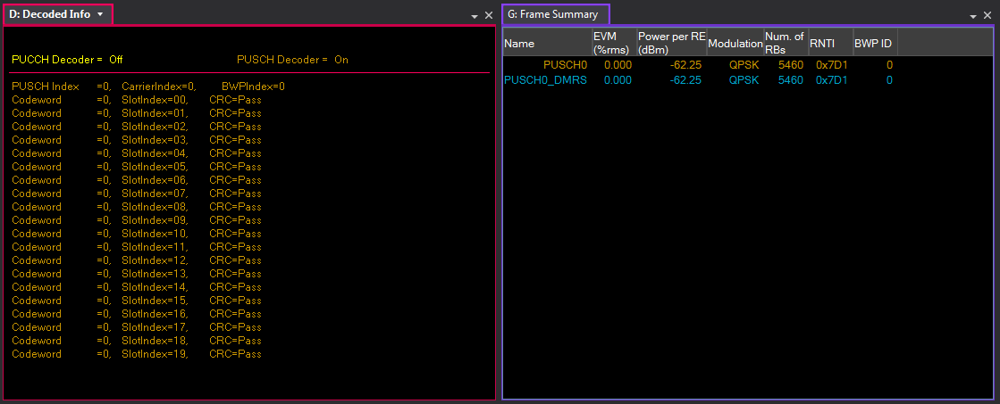 D: Decoded Info
PUCCH Decoder = Off PUSCH Decoder = On
PUSCH Index =0, CarrierIndex=0, BWPIndex=0
Codeword =0, SlotIndex=00, CRC=Pass
Codeword =0, SlotIndex=01, CRC=Pass
Codeword =0, SlotIndex=02, CRC=Pass
Codeword =0, SlotIndex=03, CRC=Pass
Codeword =0, SlotIndex=04, CRC=Pass
Codeword =0, SlotIndex=05, CRC=Pass
Codeword =0, SlotIndex=06, CRC=Pass
Codeword =0, SlotIndex=07, CRC=Pass
Codeword =0, SlotIndex=08, CRC=Pass
Codeword =0, SlotIndex=09, CRC=Pass
Codeword =0, SlotIndex=10, CRC=Pass
Codeword =0, SlotIndex=11, CRC=Pass
Codeword =0, SlotIndex=12, CRC=Pass
Codeword =0, SlotIndex=13, CRC=Pass
Codeword =0, SlotIndex=14, CRC=Pass
Codeword =0, SlotIndex=15, CRC=Pass
Codeword =0, SlotIndex=16, CRC=Pass
Codeword =0, SlotIndex=17, CRC=Pass
Codeword =0, SlotIndex=18, CRC=Pass
Codeword =0, SlotIndex=19, CRC=Pass
G: Frame Summary
Name EVM (%rms) Power per RE (dBm) Modulation Num. of RBs RNTI BWP ID
PUSCH0 0.000 -62.25 QPSK 5460 0x7D1 0
PUSCH0_DMRS 0.000 -62.25 QPSK 5460 0x7D1 0